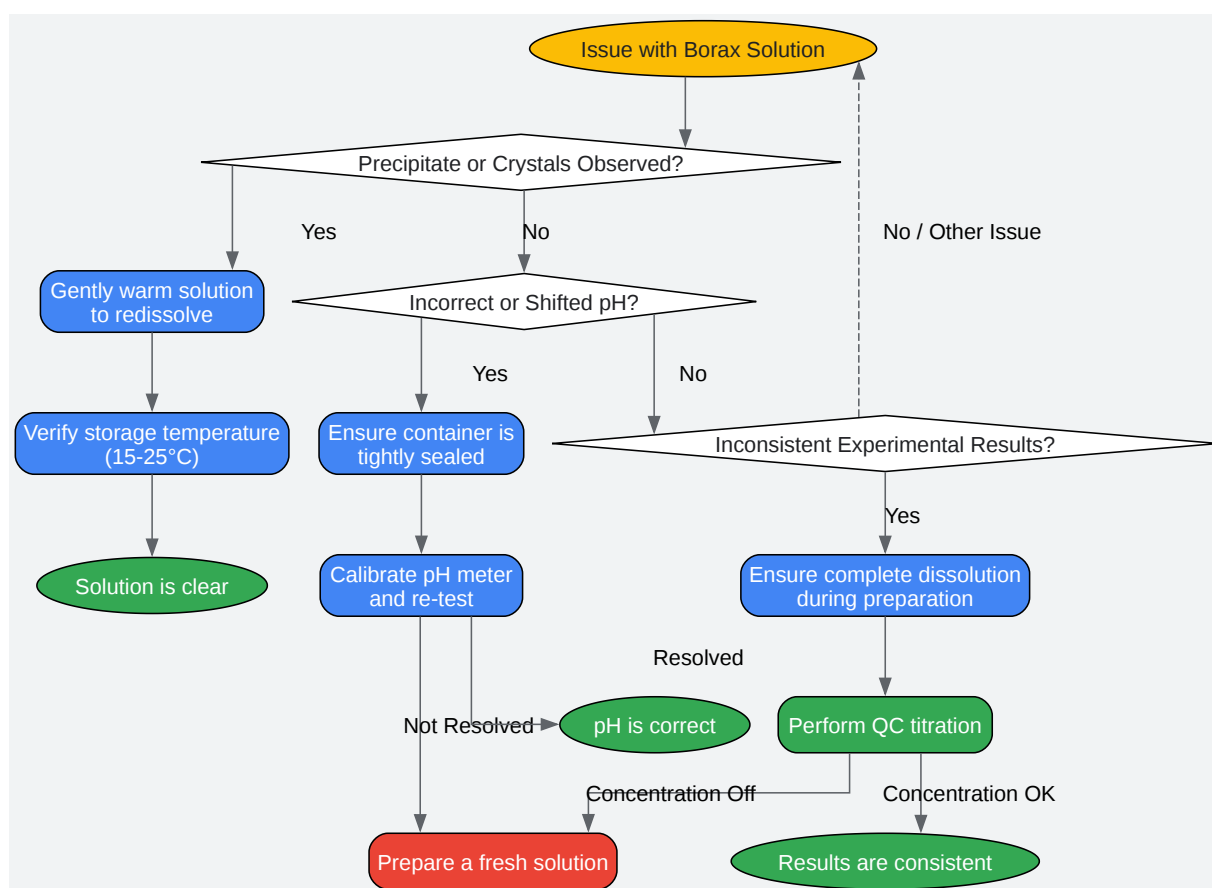 Issue with Borax Solution
Precipitate or Crystals Observed?
Yes
No
No / Other Issue
Gently warm solution
to redissolve
Incorrect or Shifted pH?
Yes
No
Verify storage temperature
(15-25°C)
Ensure container is
tightly sealed
Inconsistent Experimental Results?
Yes
Solution is clear
Calibrate pH meter
and re-test
Ensure complete dissolution
during preparation
Resolved
Not Resolved
pH is correct
Perform QC titration
Concentration Off
Concentration OK
Prepare a fresh solution
Results are consistent